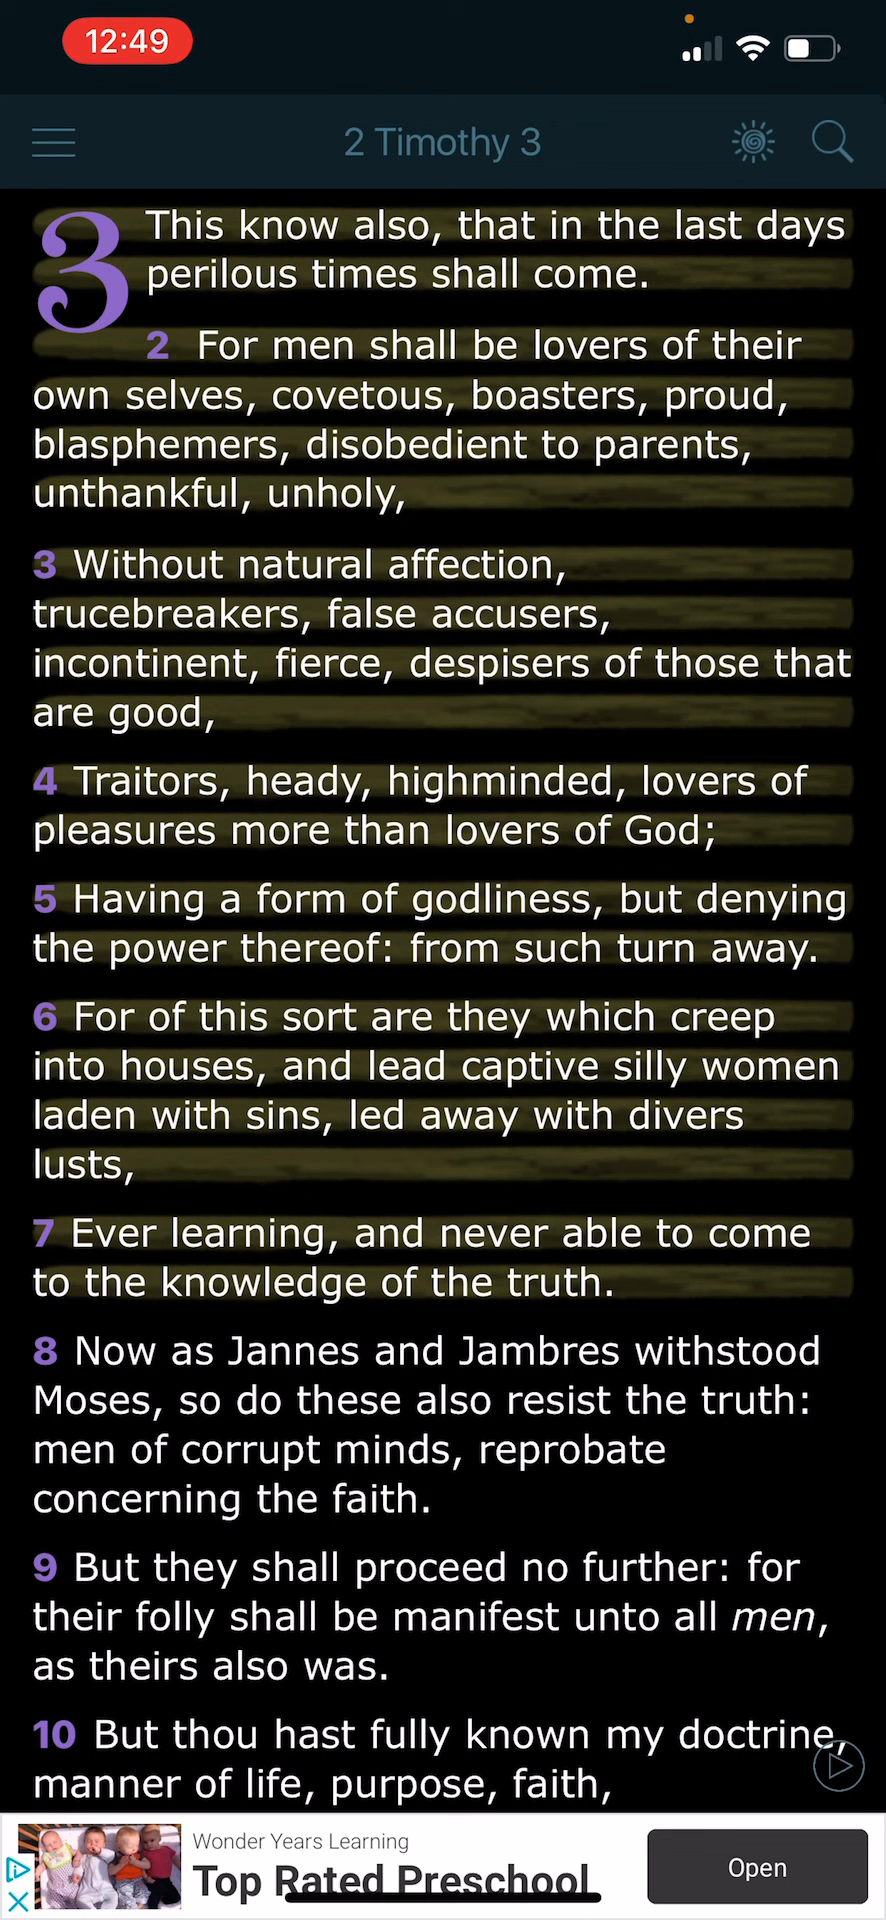 12:49
2 Timothy 3
3 This know also, that in the last days
perilous times shall come.
2 For men shall be lovers of their
own selves, covetous, boasters, proud,
blasphemers, disobedient to parents,
unthankful, unholy,
3 Without natural affection,
trucebreakers, false accusers,
incontinent, fierce, despisers of those that
are good,
4 Traitors, heady, highminded, lovers of
pleasures more than lovers of God;
5 Having a form of godliness, but denying
the power thereof: from such turn away.
6 For of this sort are they which creep
into houses, and lead captive silly women
laden with sins, led away with divers
lusts,
7 Ever learning, and never able to come
to the knowledge of the truth.
8 Now as Jannes and Jambres withstood
Moses, so do these also resist the truth:
men of corrupt minds, reprobate
concerning the faith.
9 But they shall proceed no further: for
their folly shall be manifest unto all men,
as theirs also was.
10 But thou hast fully known my doctrine,
manner of life, purpose, faith,
Wonder Years Learning
Top Rated Preschool
Open